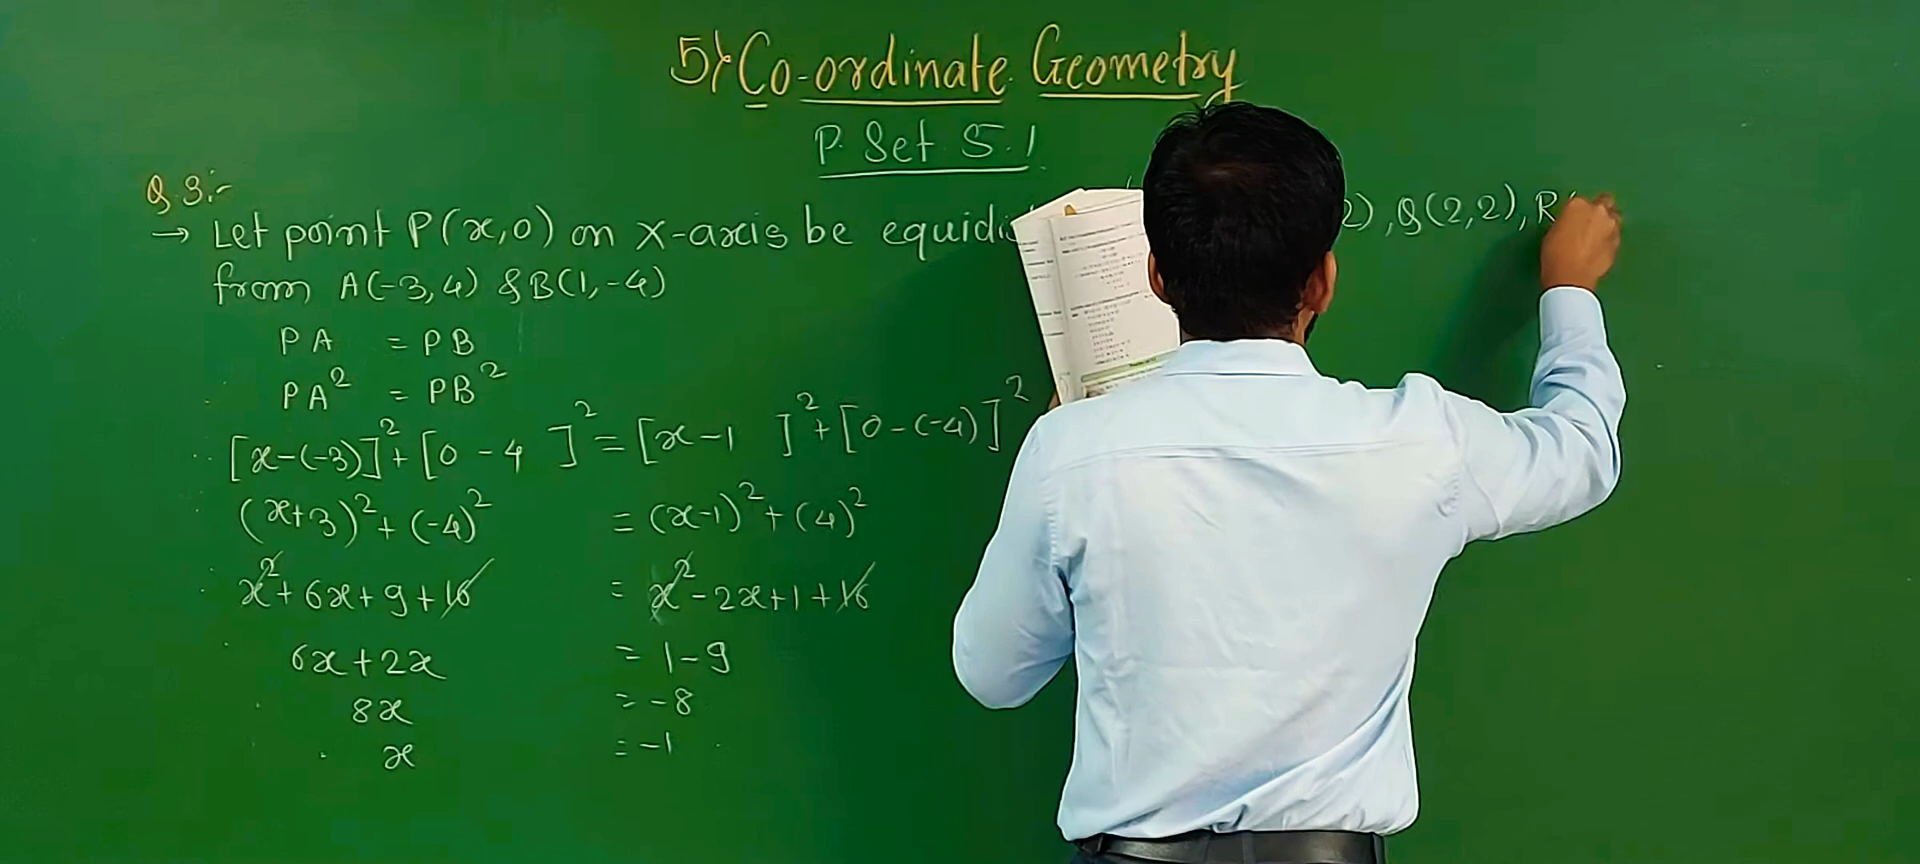 5) Co-ordinate Geometry
P. Set 5.1
Q.3:-
→ Let point P(x,0) on X-axis be
from A(-3,4) & B(1,-4)
PA = PB
PA² = PB²
[x-(-3)]²+[0-4 ]²=[x-1 ]²+[0-(-4)]²
(x+3)²+(-4)² = (x-1)²+(4)²
x²+6x+9+16 = x²-2x+1+16
6x+2x = 1-9
8x = -8
x = -1
2),Q(2,2),R(